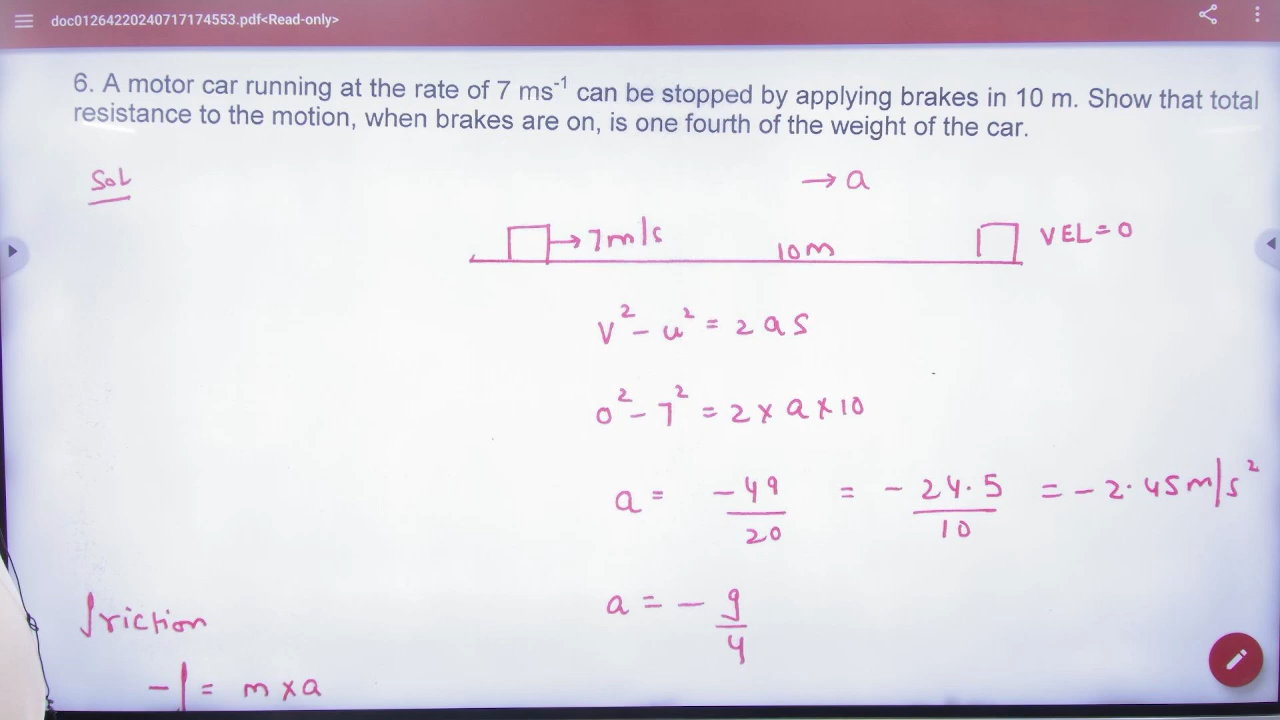 doc01264220240717174553.pdf<Read-only>
6. A motor car running at the rate of 7 ms⁻¹ can be stopped by applying brakes in 10 m. Show that total
resistance to the motion, when brakes are on, is one fourth of the weight of the car.
Sol
→ a
→ 7m/s 10m VEL = 0
v² - u² = 2 a s
0² - 7² = 2 x a x 10
a = -49/20 = - 24.5/10 = - 2.45 m/s²
a = - g/4
friction
- f = m x a